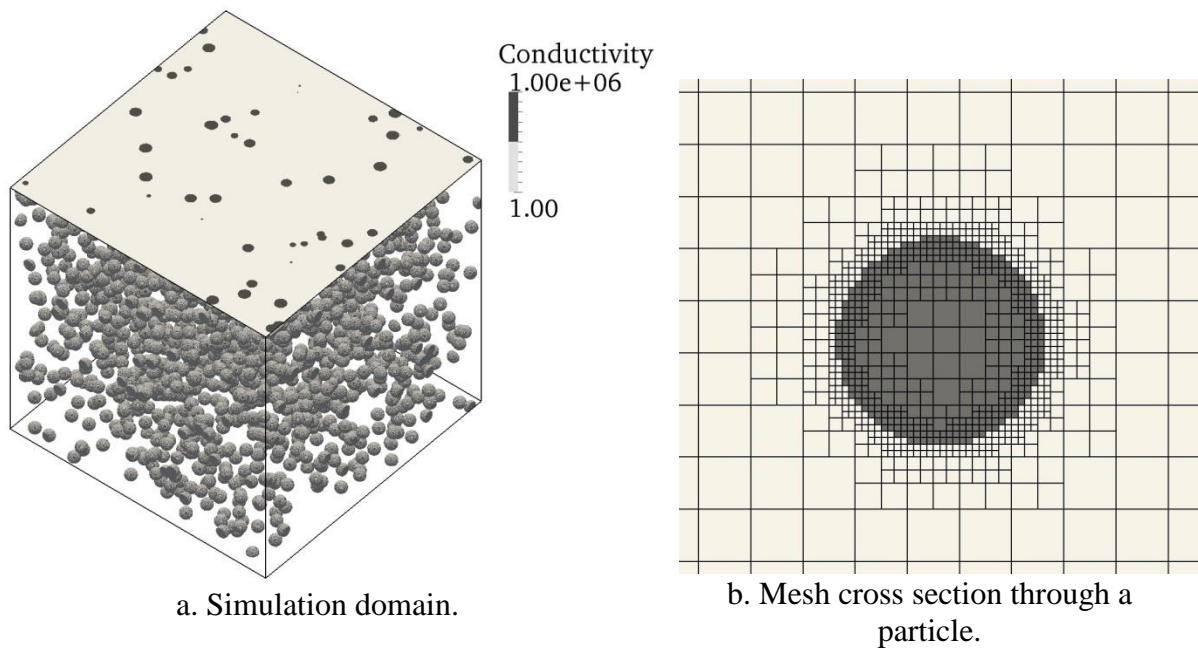 Conductivity
1.00e+06
1.00
a. Simulation domain.
b. Mesh cross section through a
particle.